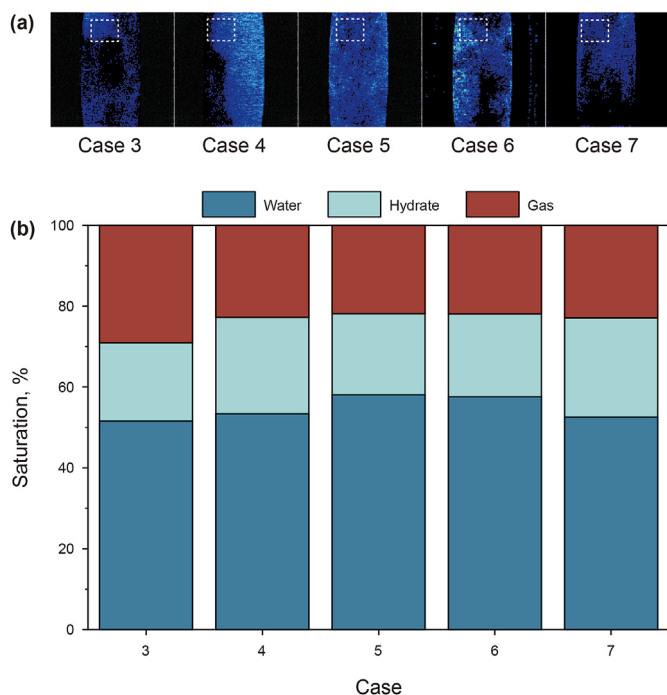 (a)
Case 3 Case 4 Case 5 Case 6 Case 7
Water Hydrate Gas
(b)
100
80
60
40
20
0
Saturation, %
3 4 5 6 7
Case